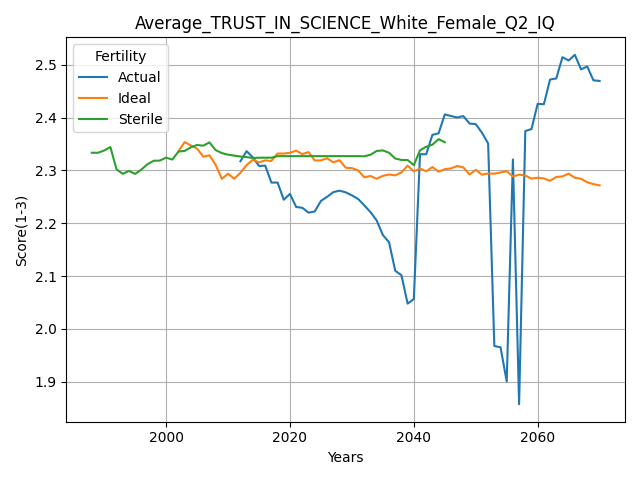 Average_TRUST_IN_SCIENCE_White_Female_Q2_IQ
Fertility
Actual
Ideal
Sterile
Score(1-3)
2.5
2.4
2.3
2.2
2.1
2.0
1.9
2000 2020 2040 2060
Years